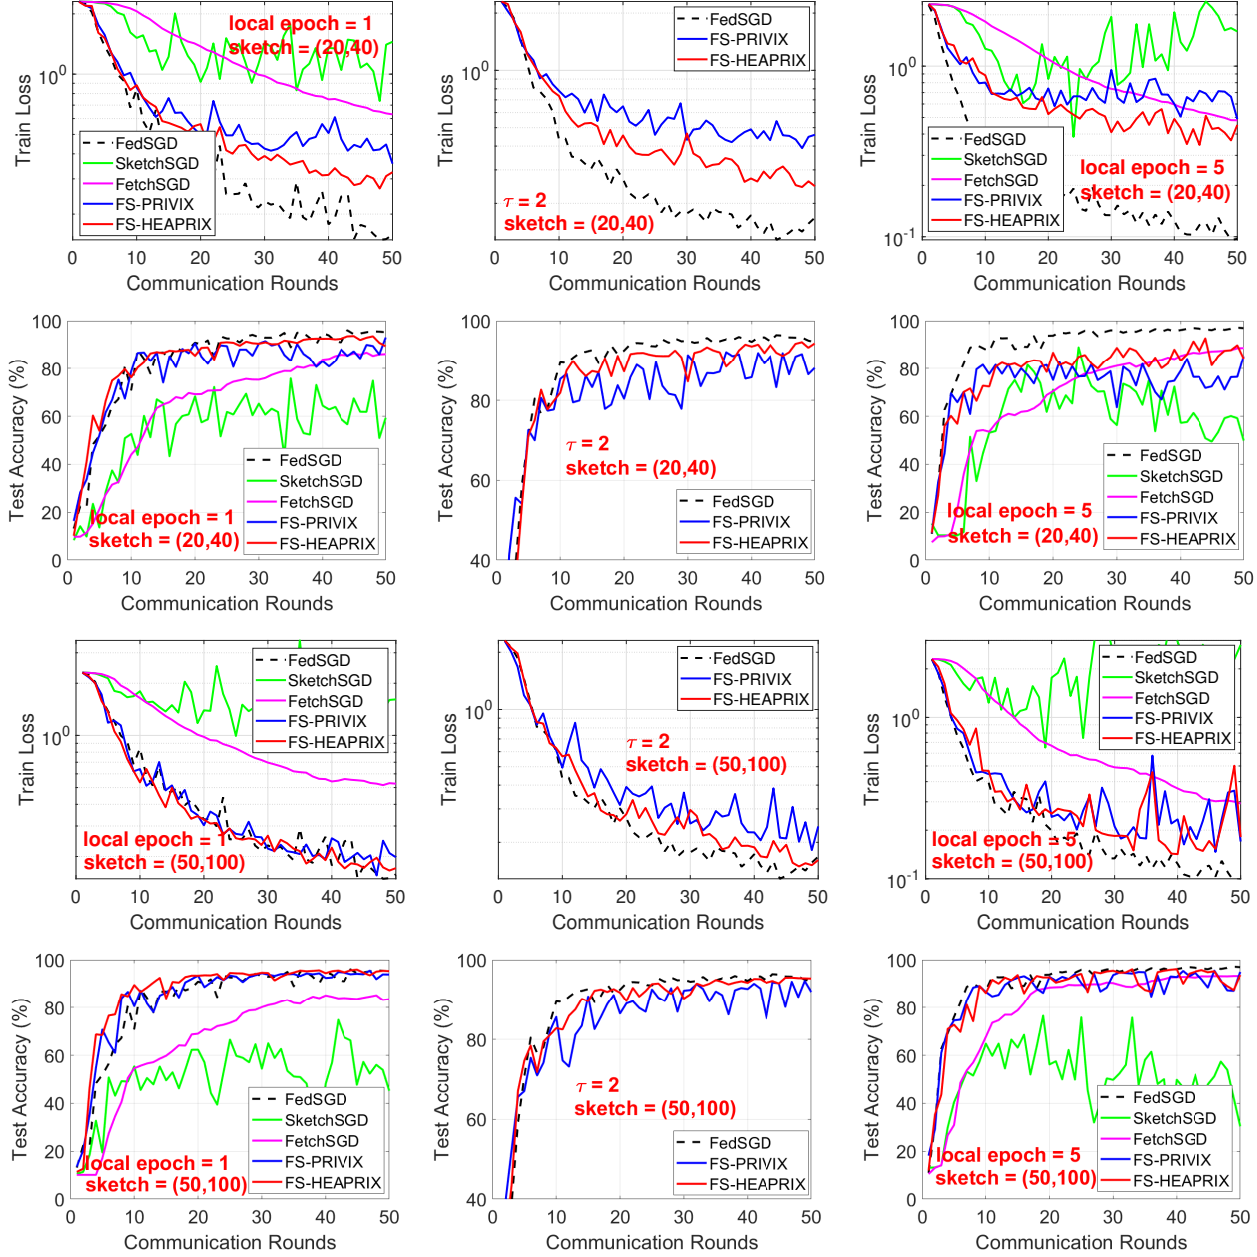 local epoch = 1
sketch = (20,40)
10^0
Train Loss
FedSGD
SketchSGD
FetchSGD
FS-PRIVIX
FS-HEAPRIX
0 10 20 30 40 50
Communication Rounds
FedSGD
FS-PRIVIX
FS-HEAPRIX
10^0
Train Loss
τ = 2
sketch = (20,40)
0 10 20 30 40 50
Communication Rounds
10^0
Train Loss
FedSGD
SketchSGD
FetchSGD
FS-PRIVIX
FS-HEAPRIX
local epoch = 5
sketch = (20,40)
10^-1
0 10 20 30 40 50
Communication Rounds
100
80
60
40
20
0
Test Accuracy (%)
FedSGD
SketchSGD
FetchSGD
FS-PRIVIX
FS-HEAPRIX
local epoch = 1
sketch = (20,40)
0 10 20 30 40 50
Communication Rounds
100
80
60
40
Test Accuracy (%)
τ = 2
sketch = (20,40)
FedSGD
FS-PRIVIX
FS-HEAPRIX
0 10 20 30 40 50
Communication Rounds
100
80
60
40
20
0
Test Accuracy (%)
FedSGD
SketchSGD
FetchSGD
FS-PRIVIX
FS-HEAPRIX
local epoch = 5
sketch = (20,40)
0 10 20 30 40 50
Communication Rounds
FedSGD
SketchSGD
FetchSGD
FS-PRIVIX
FS-HEAPRIX
10^0
Train Loss
local epoch = 1
sketch = (50,100)
0 10 20 30 40 50
Communication Rounds
FedSGD
FS-PRIVIX
FS-HEAPRIX
10^0
Train Loss
τ = 2
sketch = (50,100)
0 10 20 30 40 50
Communication Rounds
FedSGD
SketchSGD
FetchSGD
FS-PRIVIX
FS-HEAPRIX
10^0
Train Loss
local epoch = 5
sketch = (50,100)
10^-1
0 10 20 30 40 50
Communication Rounds
100
80
60
40
20
0
Test Accuracy (%)
FedSGD
SketchSGD
FetchSGD
FS-PRIVIX
FS-HEAPRIX
local epoch = 1
sketch = (50,100)
0 10 20 30 40 50
Communication Rounds
100
80
60
40
Test Accuracy (%)
τ = 2
sketch = (50,100)
FedSGD
FS-PRIVIX
FS-HEAPRIX
0 10 20 30 40 50
Communication Rounds
100
80
60
40
20
0
Test Accuracy (%)
FedSGD
SketchSGD
FetchSGD
FS-PRIVIX
FS-HEAPRIX
local epoch = 5
sketch = (50,100)
0 10 20 30 40 50
Communication Rounds